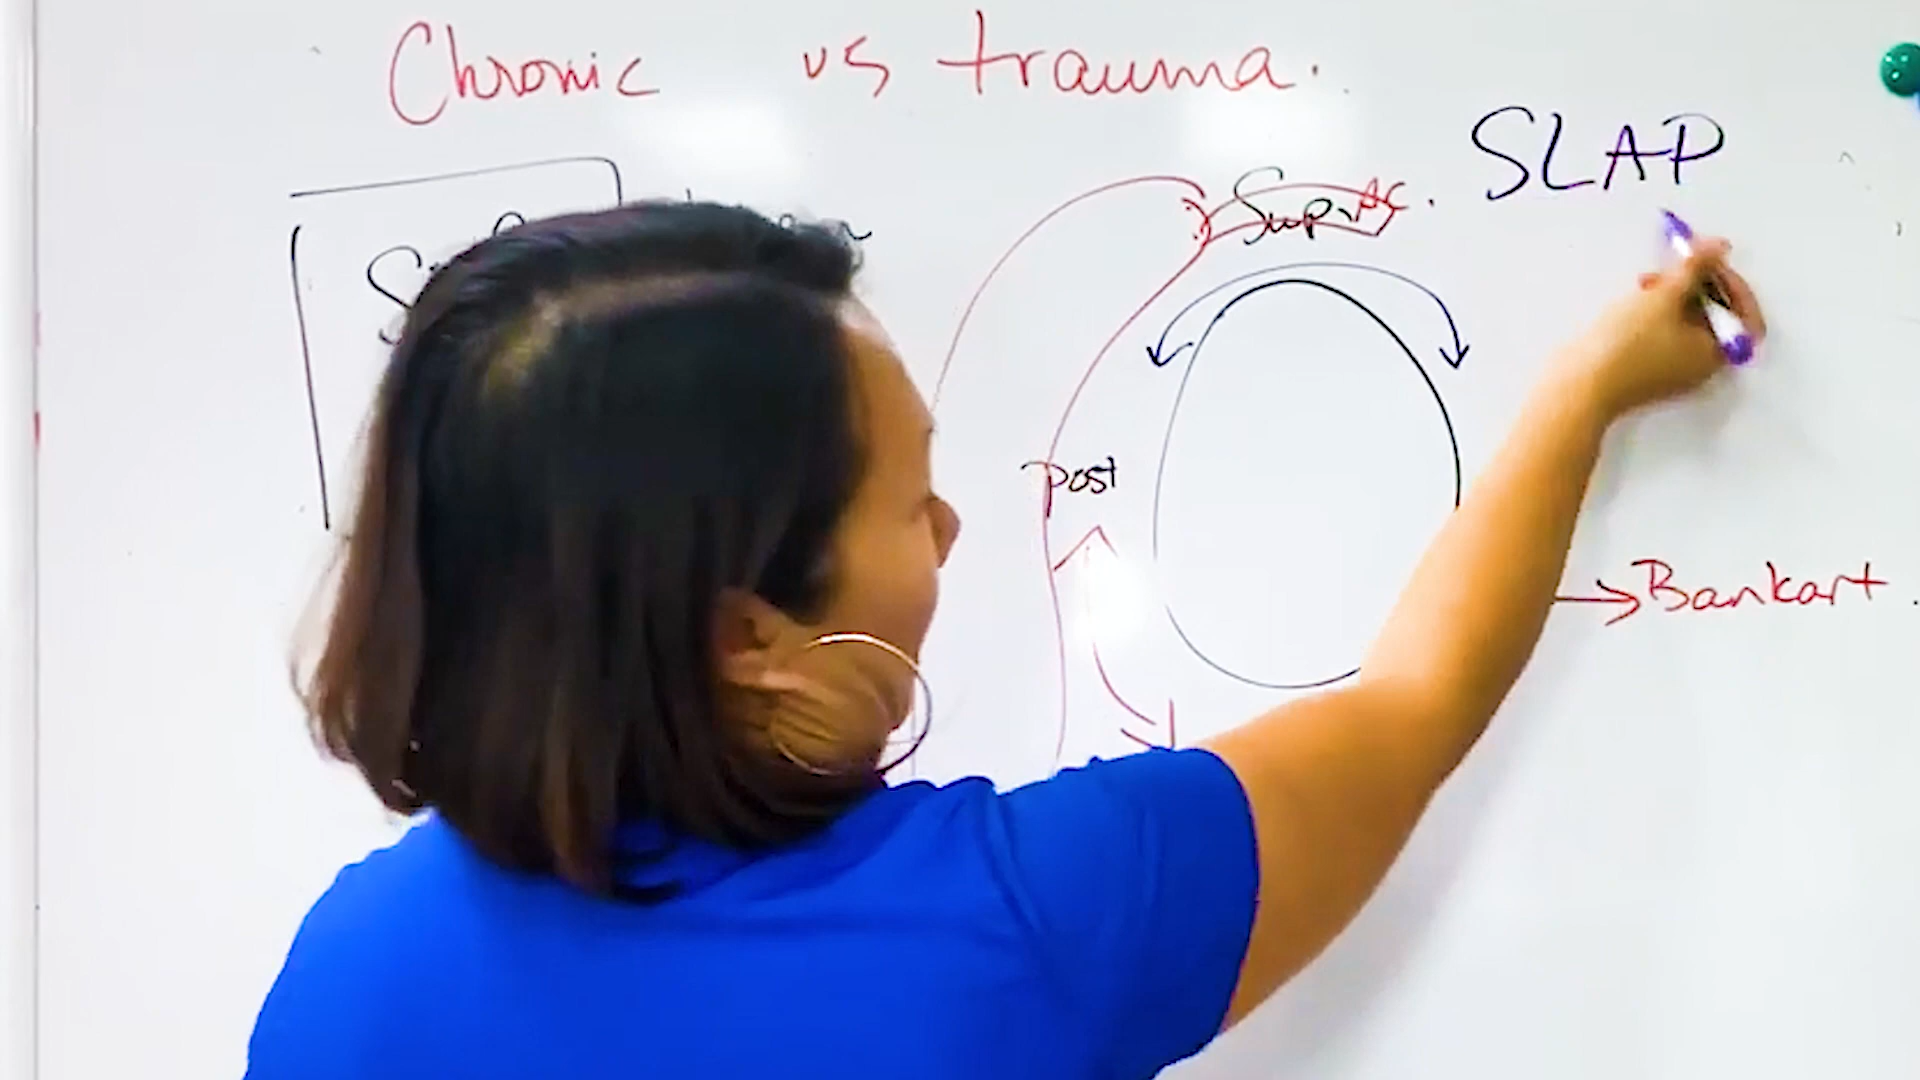 Chronic vs trauma.
SLAP
Sup.
AC
post
→ Bankart